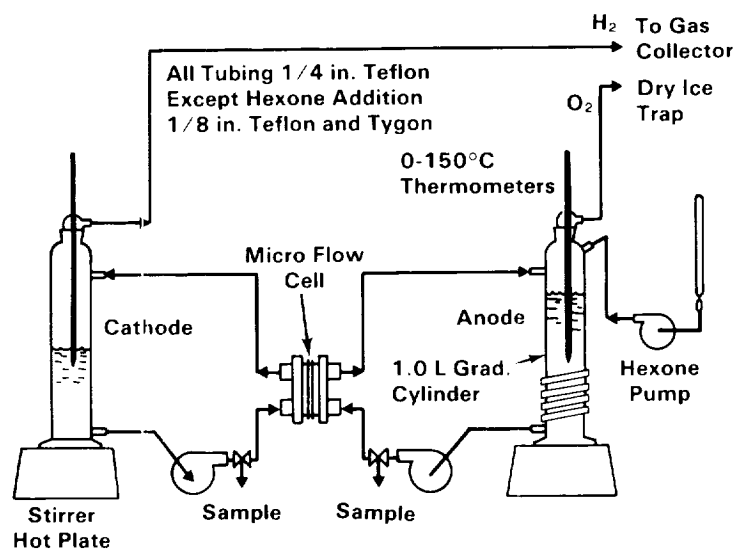 H₂ To Gas
Collector
All Tubing 1/4 in. Teflon
Except Hexone Addition
1/8 in. Teflon and Tygon
O₂
Dry Ice
Trap
0-150°C
Thermometers
Micro Flow
Cell
Cathode
Anode
1.0 L Grad.
Cylinder
Hexone
Pump
Sample
Sample
Stirrer
Hot Plate